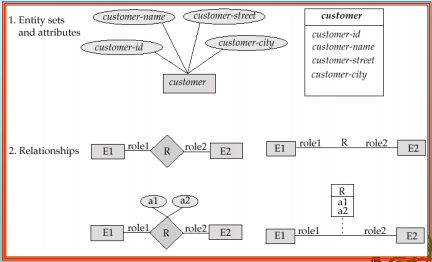 1. Entity sets
and attributes
customer-name
customer-street
customer-id
customer-city
customer
customer
customer-id
customer-name
customer-street
customer-city
2. Relationships
E1 role1 R role2 E2
E1 role1 R role2 E2
a1 a2
E1 role1 R role2 E2
R
a1
a2
E1 role1 role2 E2